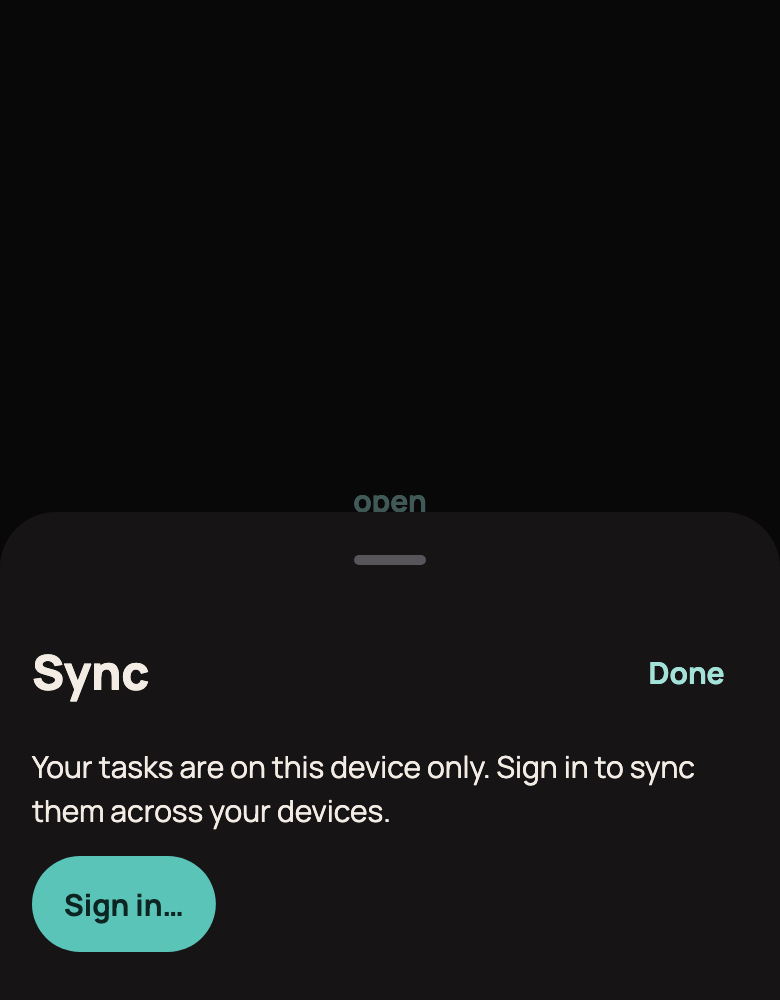 open
Sync
Done
Your tasks are on this device only. Sign in to sync
them across your devices.
Sign in…